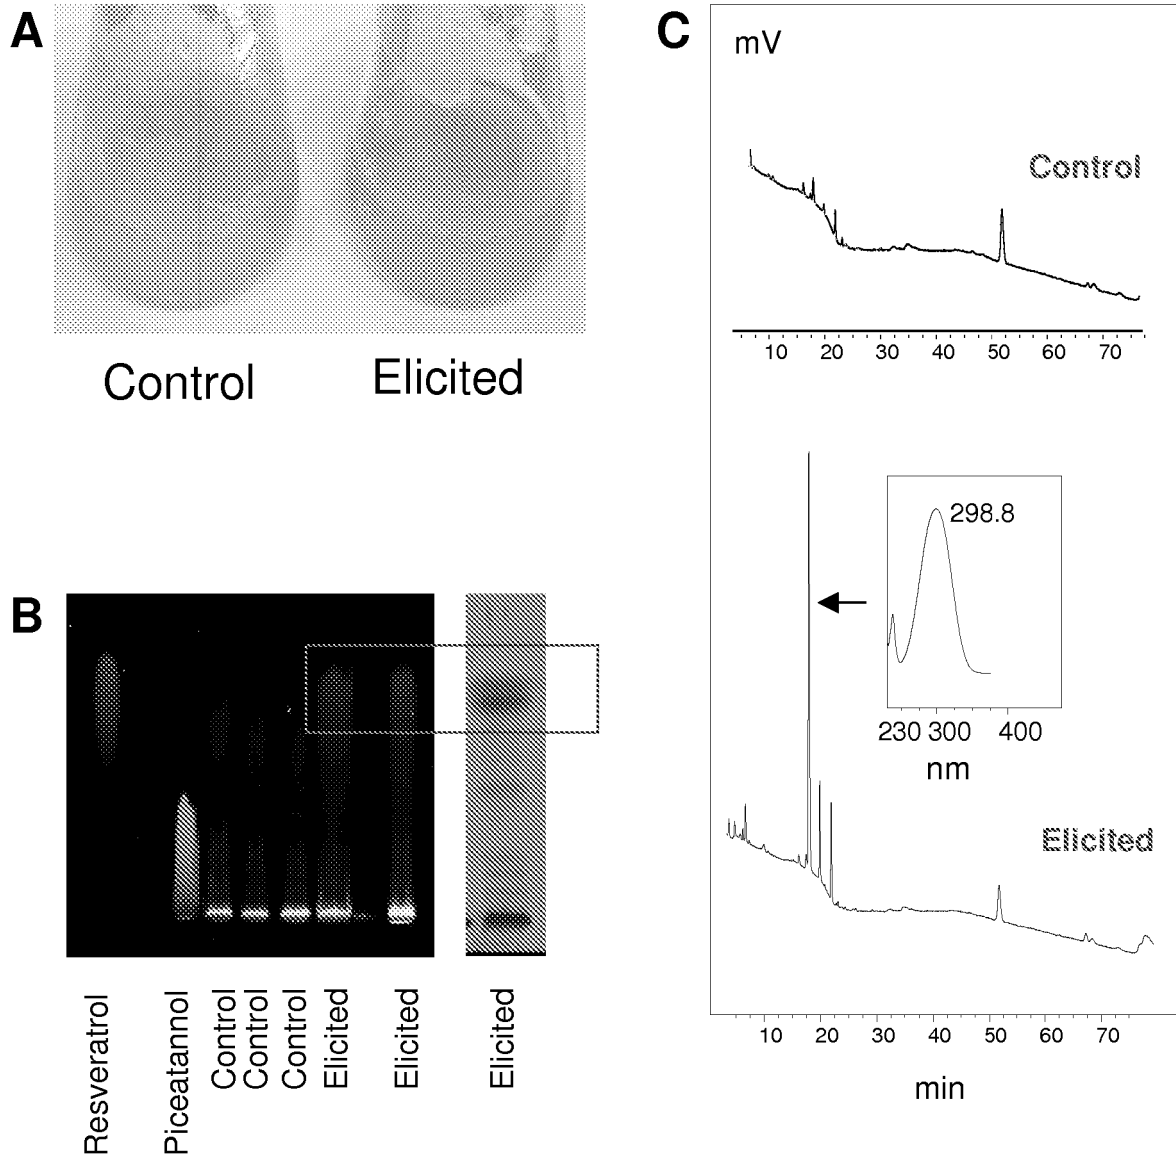 A
Control
Elicited
B
Resveratrol
Piceatannol
Control
Control
Control
Elicited
Elicited
Elicited
C
mV
Control
10 20 30 40 50 60 70
298.8
230 300 400
nm
Elicited
10 20 30 40 50 60 70
min